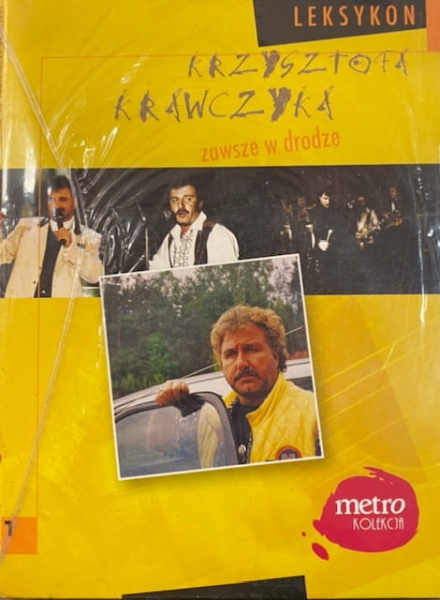 LEKSYKON
KRZYSZTOFA
KRAWCZYKA
zawsze w drodze
metro
KOLEKCJA
1